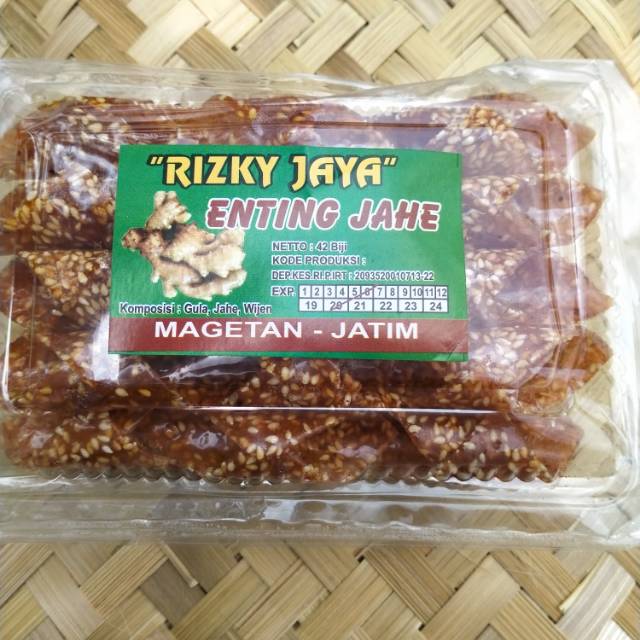 "RIZKY JAYA"
ENTING JAHE
NETTO : 42 Biji
KODE PRODUKSI :
DEP.KES.RI.P.IRT : 2093520010713-22
EXP. 1 2 3 4 5 6 7 8 9 10 11 12
19 20 21 22 23 24
Komposisi : Gula, Jahe, Wijen
MAGETAN - JATIM